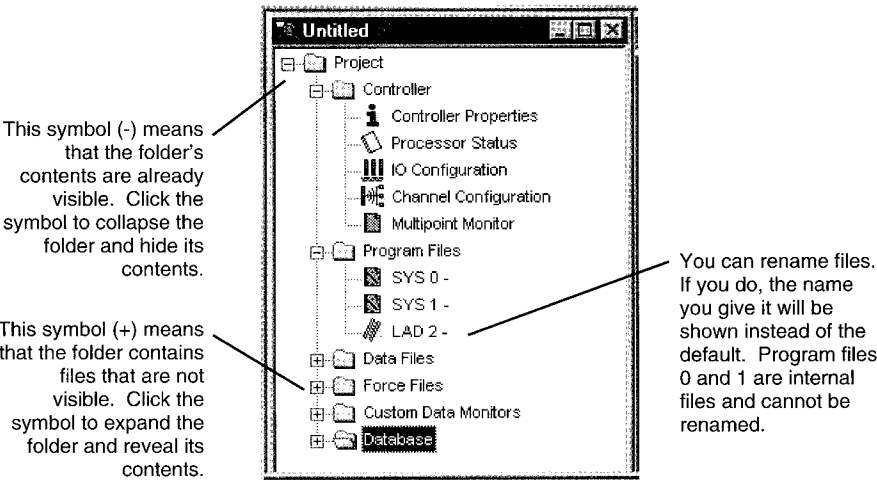 Untitled
Project
Controller
Controller Properties
Processor Status
IO Configuration
Channel Configuration
Multipoint Monitor
Program Files
SYS 0 -
SYS 1 -
LAD 2 -
Data Files
Force Files
Custom Data Monitors
Database
This symbol (-) means
that the folder's
contents are already
visible. Click the
symbol to collapse the
folder and hide its
contents.
This symbol (+) means
that the folder contains
files that are not
visible. Click the
symbol to expand the
folder and reveal its
contents.
You can rename files.
If you do, the name
you give it will be
shown instead of the
default. Program files
0 and 1 are internal
files and cannot be
renamed.